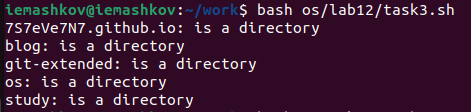 iemashkov@iemashkov:~/work$ bash os/lab12/task3.sh
7S7eVe7N7.github.io: is a directory
blog: is a directory
git-extended: is a directory
os: is a directory
study: is a directory